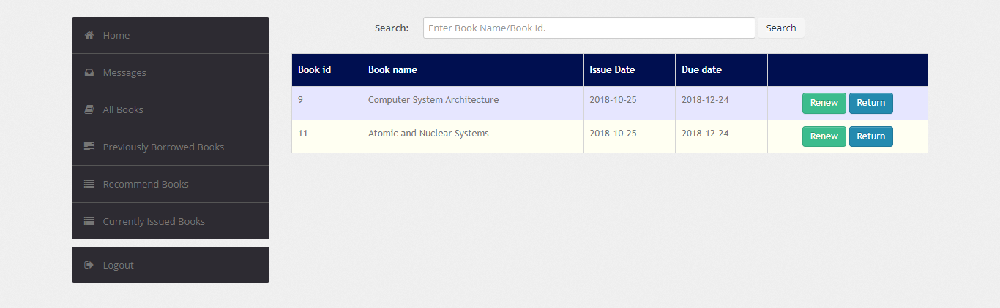 Home
Messages
All Books
Previously Borrowed Books
Recommend Books
Currently Issued Books
Logout
Search: Enter Book Name/Book Id. Search
Book id Book name Issue Date Due date
9 Computer System Architecture 2018-10-25 2018-12-24 Renew Return
11 Atomic and Nuclear Systems 2018-10-25 2018-12-24 Renew Return